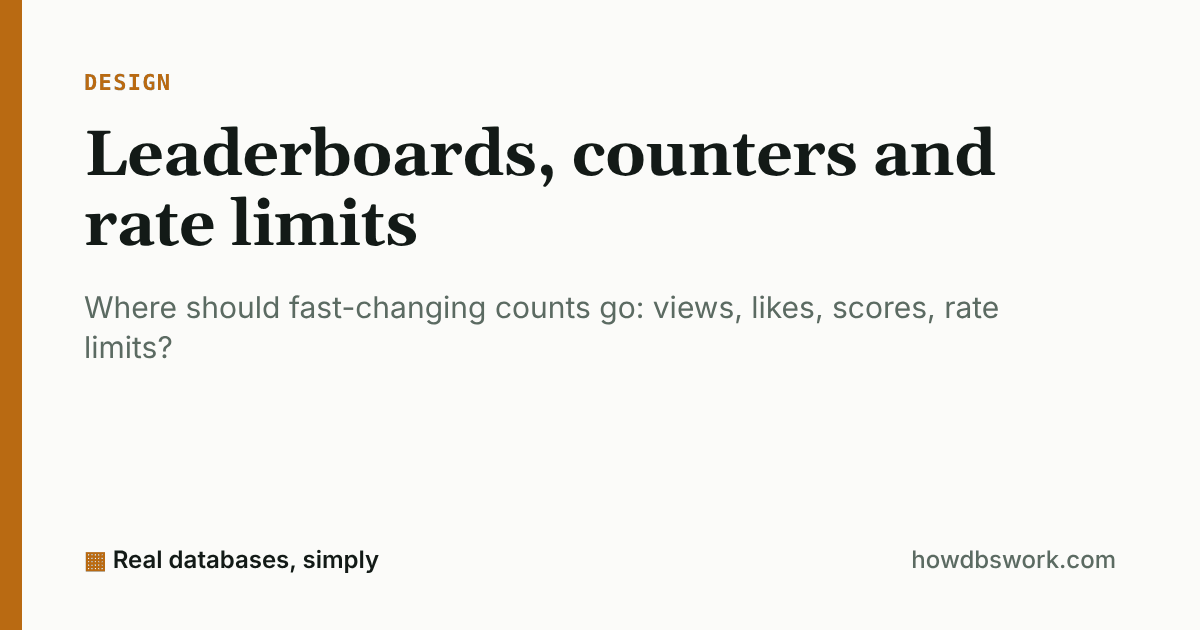 DESIGN
Leaderboards, counters and
rate limits
Where should fast-changing counts go: views, likes, scores, rate
limits?
Real databases, simply
howdbswork.com